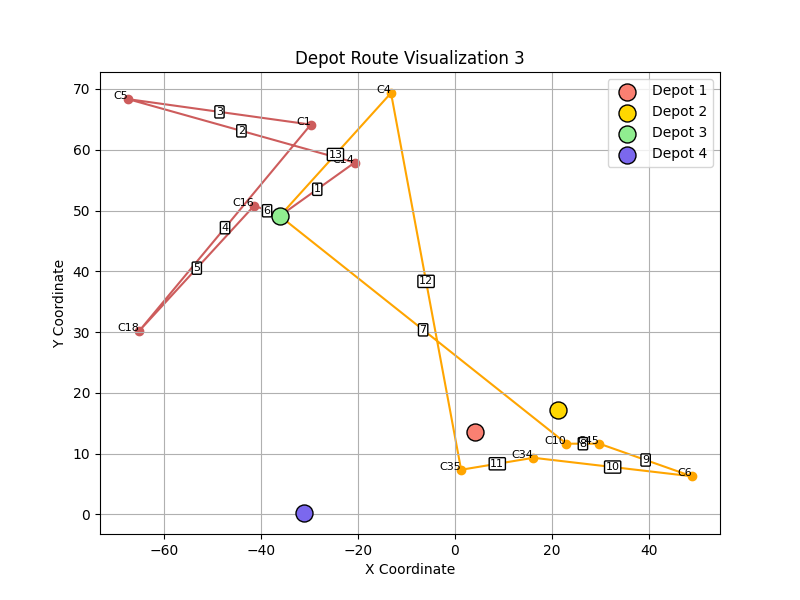 Depot Route Visualization 3
Depot 1
Depot 2
Depot 3
Depot 4
Y Coordinate
70
60
50
40
30
20
10
0
C5
C4
C1
C14
C16
C18
C10
C45
C34
C35
C6
3
2
13
1
6
4
5
12
7
8
9
10
11
−60
−40
−20
0
20
40
X Coordinate